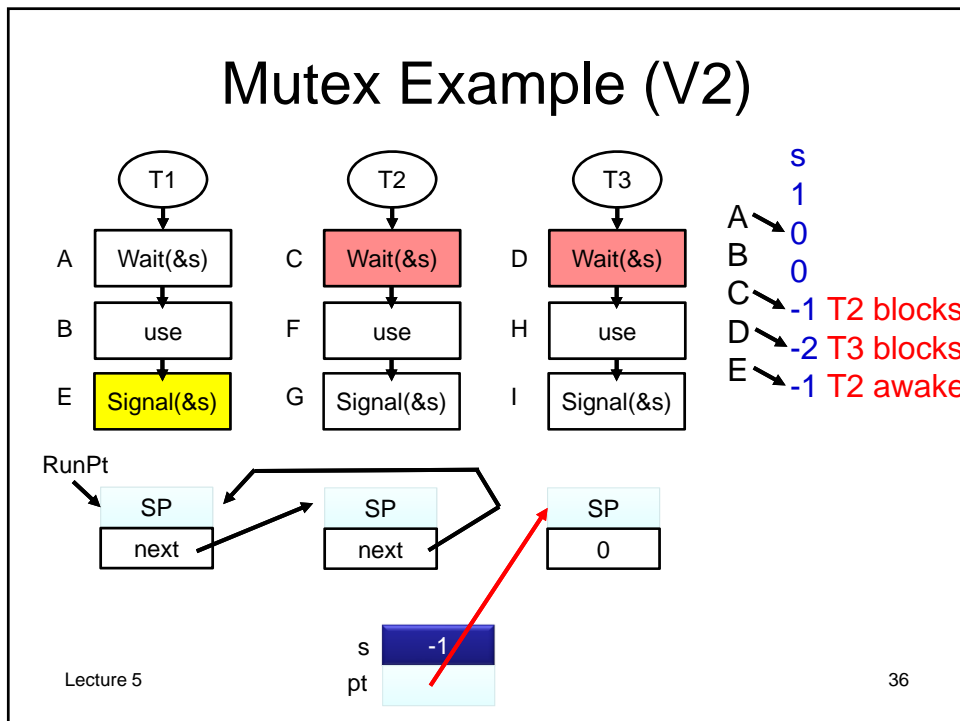 Mutex Example (V2)
T1
T2
T3
A
Wait(&s)
C
Wait(&s)
D
Wait(&s)
B
use
F
use
H
use
E
Signal(&s)
G
Signal(&s)
I
Signal(&s)
s
1
A
0
B
0
C
-1 T2 blocks
D
-2 T3 blocks
E
-1 T2 awake
RunPt
SP
SP
SP
next
next
0
s
-1
pt
Lecture 5
36